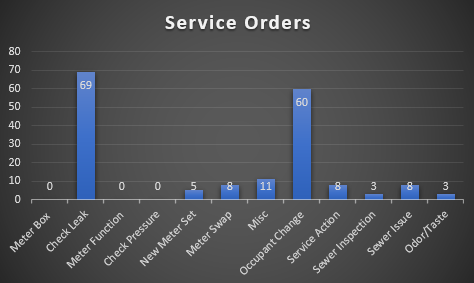 Service Orders
80
70
60
50
40
30
20
10
0
0
69
0
0
5
8
11
60
8
3
8
3
Meter Box
Check Leak
Meter Function
Check Pressure
New Meter Set
Meter Swap
Misc
Occupant Change
Service Action
Sewer Inspection
Sewer Issue
Odor/Taste